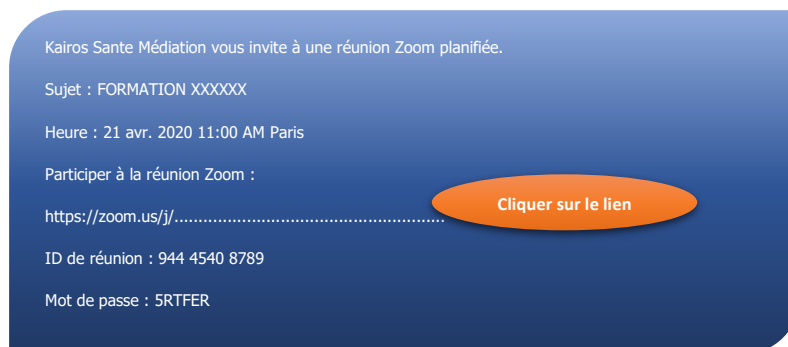 Kairos Sante Médiation vous invite à une réunion Zoom planifiée.
Sujet : FORMATION XXXXXX
Heure : 21 avr. 2020 11:00 AM Paris
Participer à la réunion Zoom :
https://zoom.us/j/........................................................
Cliquer sur le lien
ID de réunion : 944 4540 8789
Mot de passe : 5RTFER